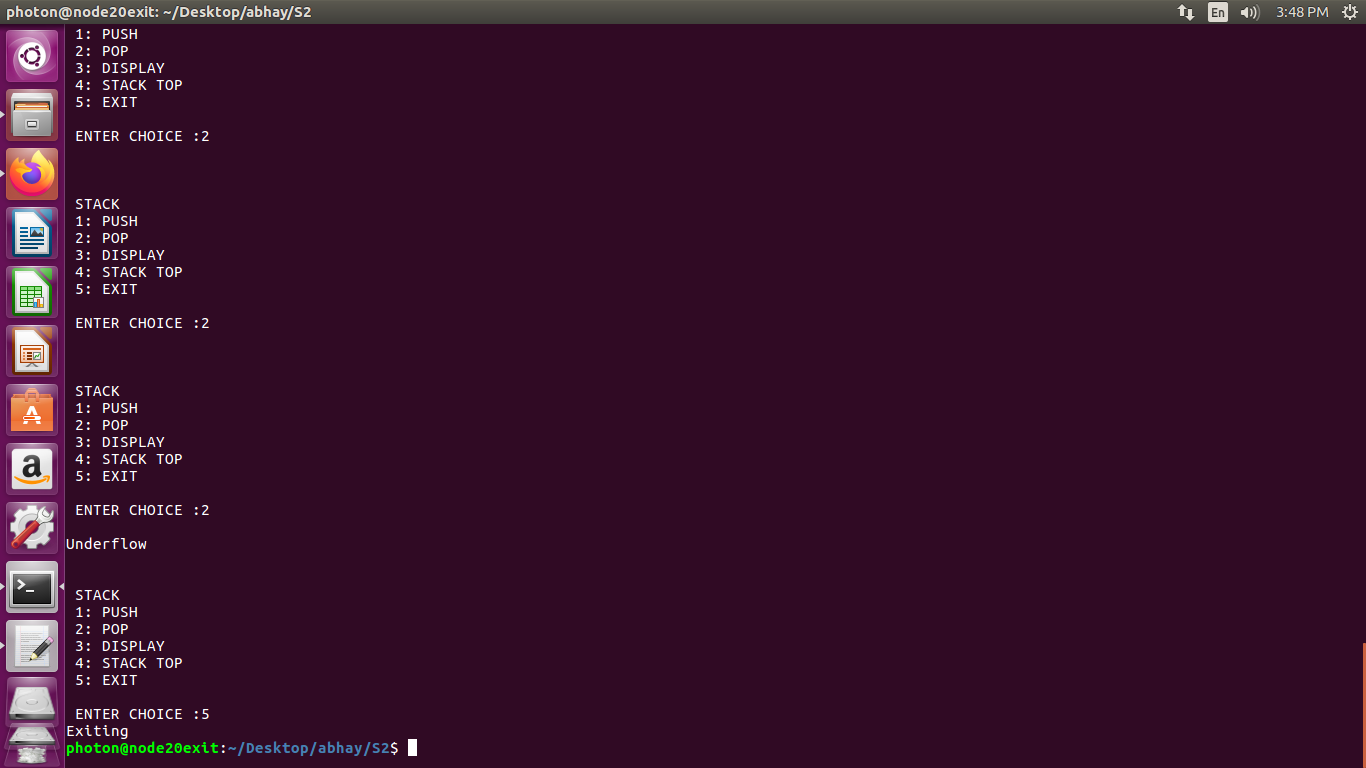 photon@node20exit: ~/Desktop/abhay/S2
En
3:48 PM
1: PUSH
2: POP
3: DISPLAY
4: STACK TOP
5: EXIT
ENTER CHOICE :2
STACK
1: PUSH
2: POP
3: DISPLAY
4: STACK TOP
5: EXIT
ENTER CHOICE :2
STACK
1: PUSH
2: POP
3: DISPLAY
4: STACK TOP
5: EXIT
ENTER CHOICE :2
Underflow
STACK
1: PUSH
2: POP
3: DISPLAY
4: STACK TOP
5: EXIT
ENTER CHOICE :5
Exiting
photon@node20exit:~/Desktop/abhay/S2$